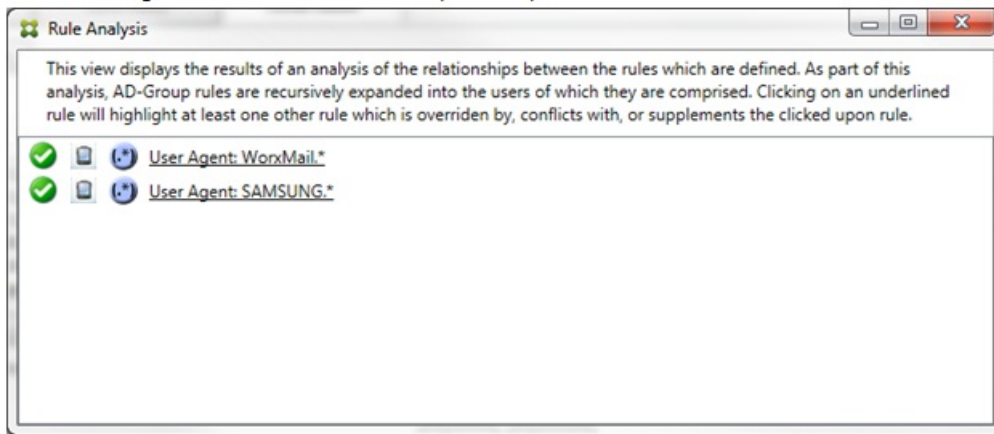 Rule Analysis
This view displays the results of an analysis of the relationships between the rules which are defined. As part of this
analysis, AD-Group rules are recursively expanded into the users of which they are comprised. Clicking on an underlined
rule will highlight at least one other rule which is overriden by, conflicts with, or supplements the clicked upon rule.
(.*) User Agent: WorxMail.*
(.*) User Agent: SAMSUNG.*